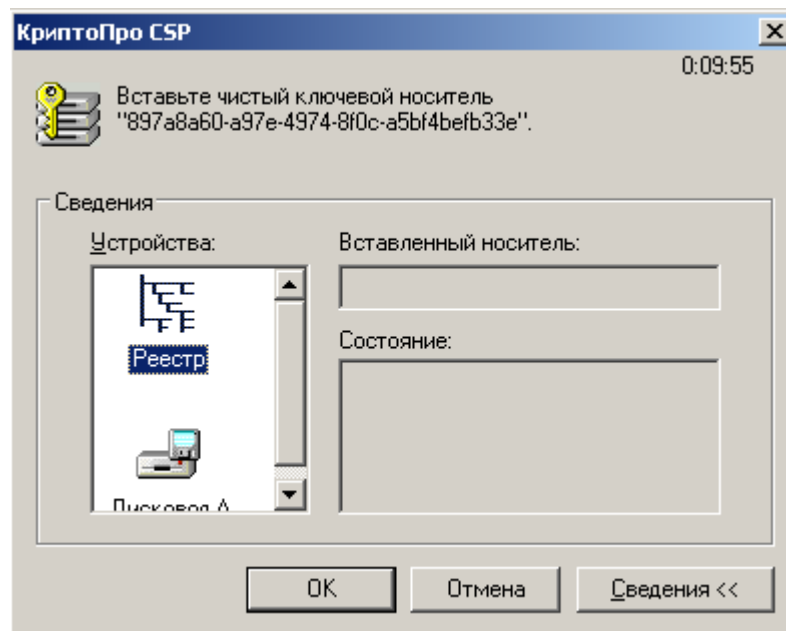 КриптоПро CSP
0:09:55
Вставьте чистый ключевой носитель
"897a8a60-a97e-4974-8f0c-a5bf4befb33e".
Сведения
Устройства:
Вставленный носитель:
Реестр
Состояние:
Дисковод A
OK
Отмена
Сведения <<